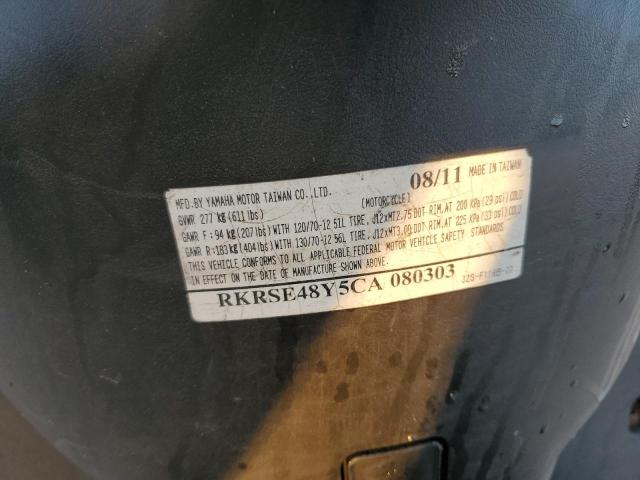 MFD.BY YAMAHA MOTOR TAIWAN CO.,LTD. 08/11 MADE IN TAIWAN
GVWR 277 kg (611 lbs) (MOTORCYCLE)
GAWR F : 94 kg (207 lbs) WITH 120/70-12 51L TIRE, J12xMT2.75 DOT RIM, AT 200 KPa (29 psi) COLD
GAWR R :183 kg (404 lbs) WITH 130/70-12 56L TIRE, J12xMT3.00 DOT RIM, AT 225 KPa (33 psi) COLD
THIS VEHICLE CONFORMS TO ALL APPLICABLE FEDERAL MOTOR VEHICLE SAFETY STANDARDS
IN EFFECT ON THE DATE OF MANUFACTURE SHOWN ABOVE.
RKRSE48Y5CA 080303